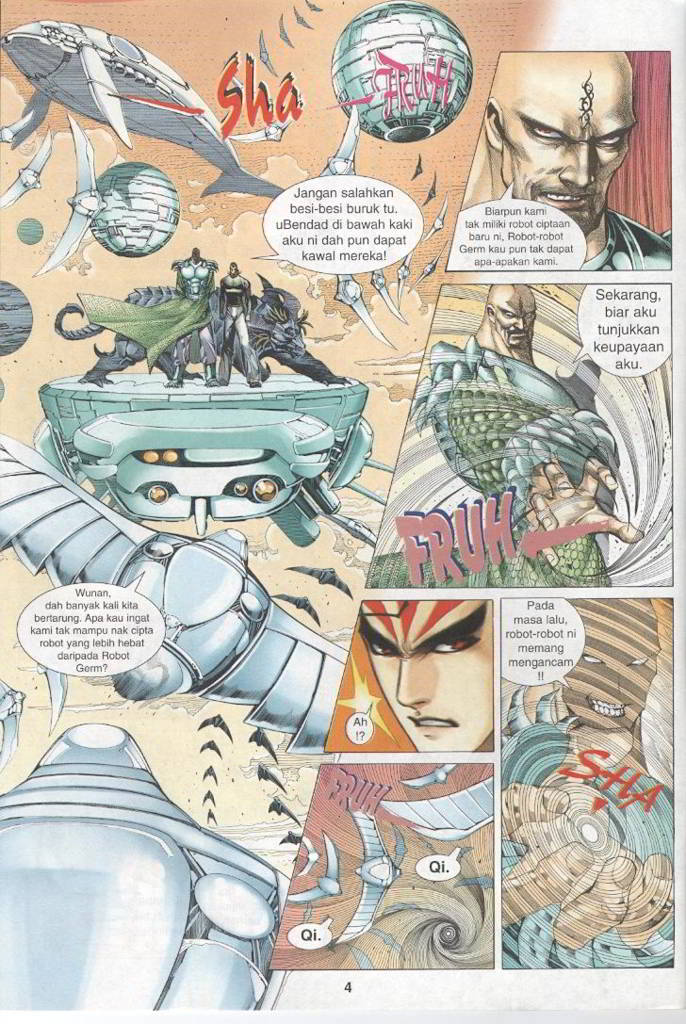 Sha
FRUH
Jangan salahkan
besi-besi buruk tu.
uBendad di bawah kaki
aku ni dah pun dapat
kawal mereka!
Biarpun kami
tak miliki robot ciptaan
baru ni, Robot-robot
Germ kau pun tak dapat
apa-apakan kami.
Sekarang,
biar aku
tunjukkan
keupayaan
aku.
FRUH
Wunan,
dah banyak kali kita
bertarung. Apa kau ingat
kami tak mampu nak cipta
robot yang lebih hebat
daripada Robot
Germ?
Ah
!?
Pada
masa lalu,
robot-robot ni
memang
mengancam
!!
SHA
FRUH
Qi.
Qi.
4